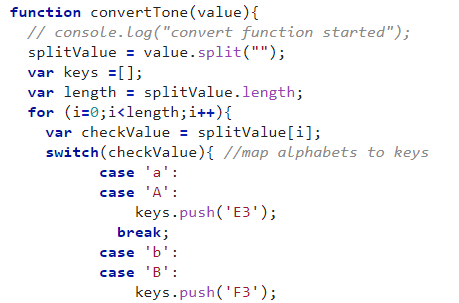 function convertTone(value){
// console.log("convert function started");
splitValue = value.split("");
var keys =[];
var length = splitValue.length;
for (i=0;i<length;i++){
var checkValue = splitValue[i];
switch(checkValue){ //map alphabets to keys
case 'a':
case 'A':
keys.push('E3');
break;
case 'b':
case 'B':
keys.push('F3');